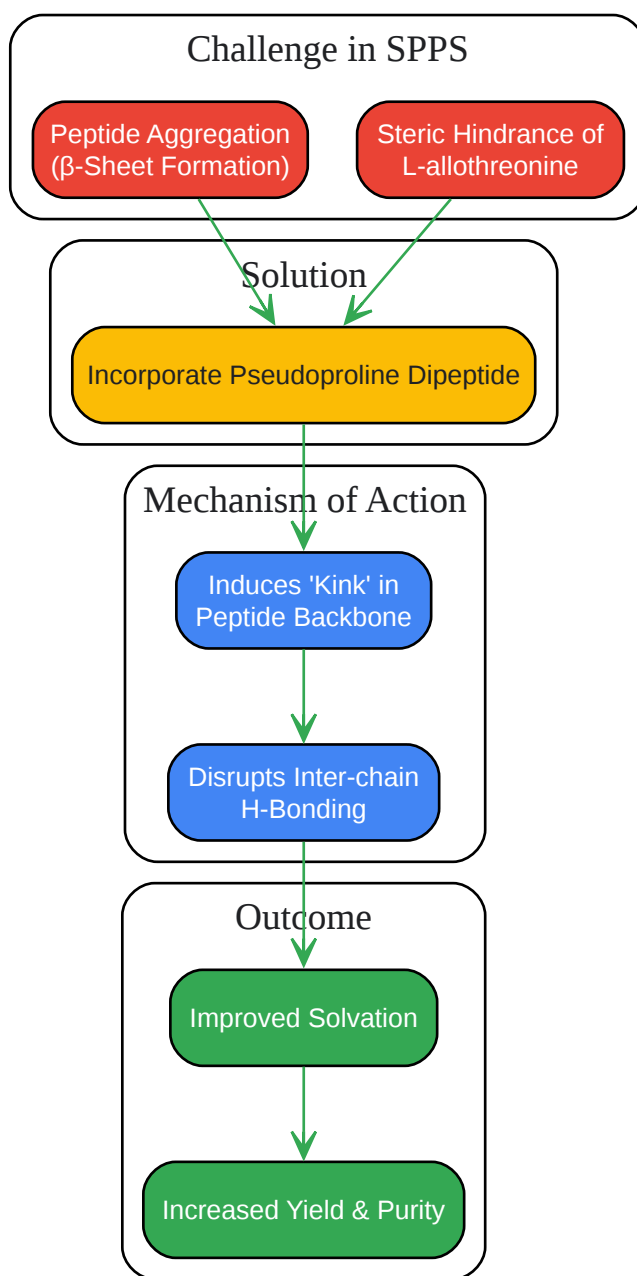 Challenge in SPPS
Peptide Aggregation
(β-Sheet Formation)
Steric Hindrance of
L-allothreonine
Solution
Incorporate Pseudoproline Dipeptide
Mechanism of Action
Induces 'Kink' in
Peptide Backbone
Disrupts Inter-chain
H-Bonding
Outcome
Improved Solvation
Increased Yield & Purity